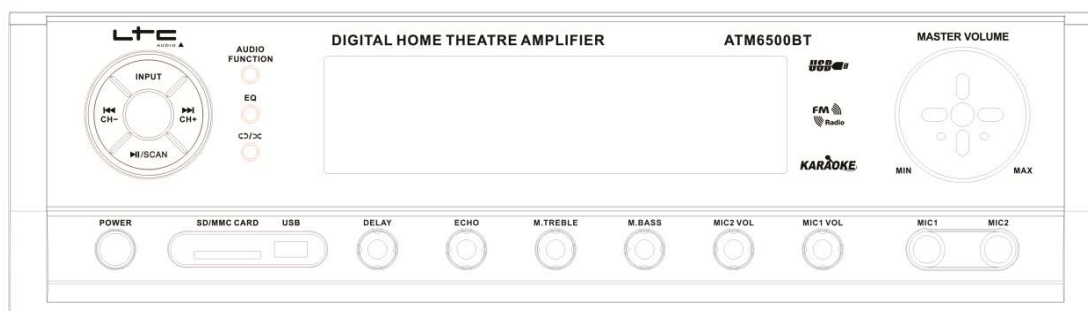 LTC
AUDIO
AUDIO
FUNCTION
EQ
INPUT
CH−
CH+
/SCAN
DIGITAL HOME THEATRE AMPLIFIER
ATM6500BT
USB
FM
Radio
KARAOKE
MASTER VOLUME
MIN
MAX
POWER
SD/MMC CARD
USB
DELAY
ECHO
M.TREBLE
M.BASS
MIC2 VOL
MIC1 VOL
MIC1
MIC2